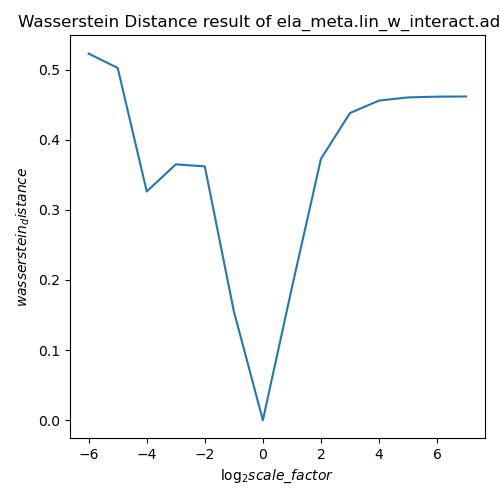 Wasserstein Distance result of ela_meta.lin_w_interact.ad
wasserstein_distance
0.5
0.4
0.3
0.2
0.1
0.0
−6 −4 −2 0 2 4 6
log₂scale_factor